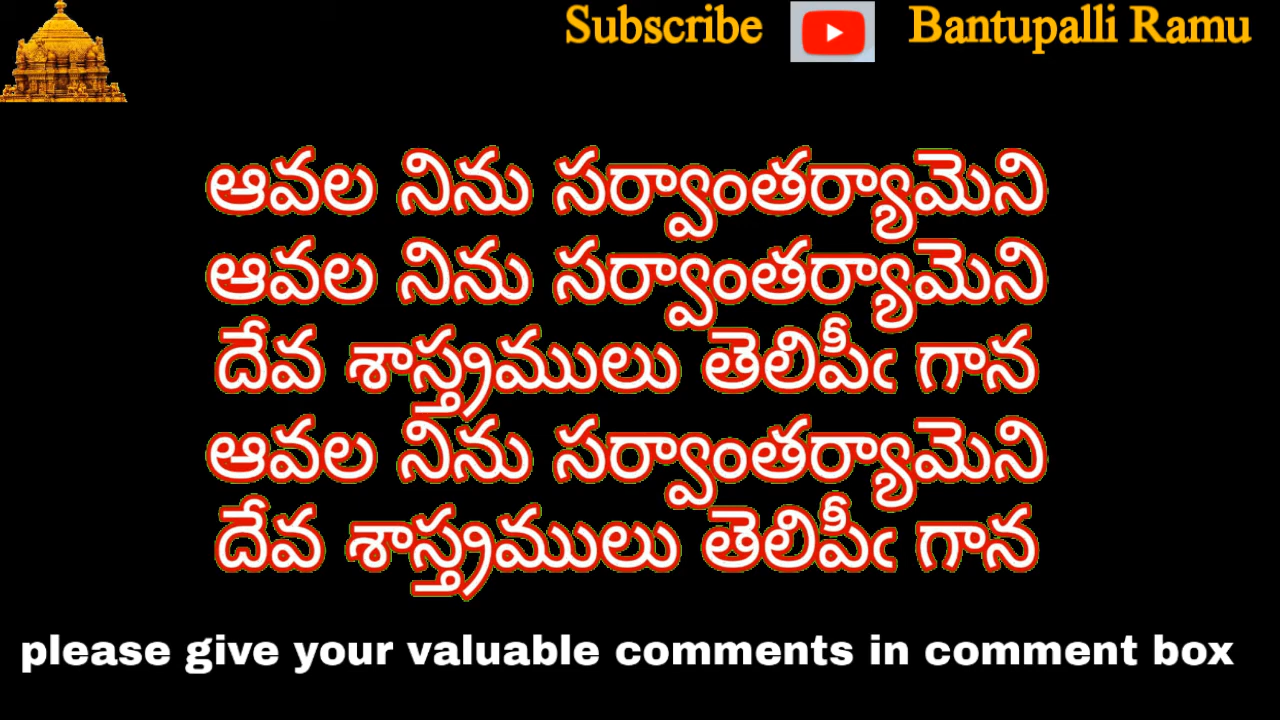 Subscribe Bantupalli Ramu
ఆవల నిను సర్వాంతర్యామెని
ఆవల నిను సర్వాంతర్యామెని
దేవ శాస్త్రములు తెలిపీఁ గాన
ఆవల నిను సర్వాంతర్యామెని
దేవ శాస్త్రములు తెలిపీఁ గాన
please give your valuable comments in comment box